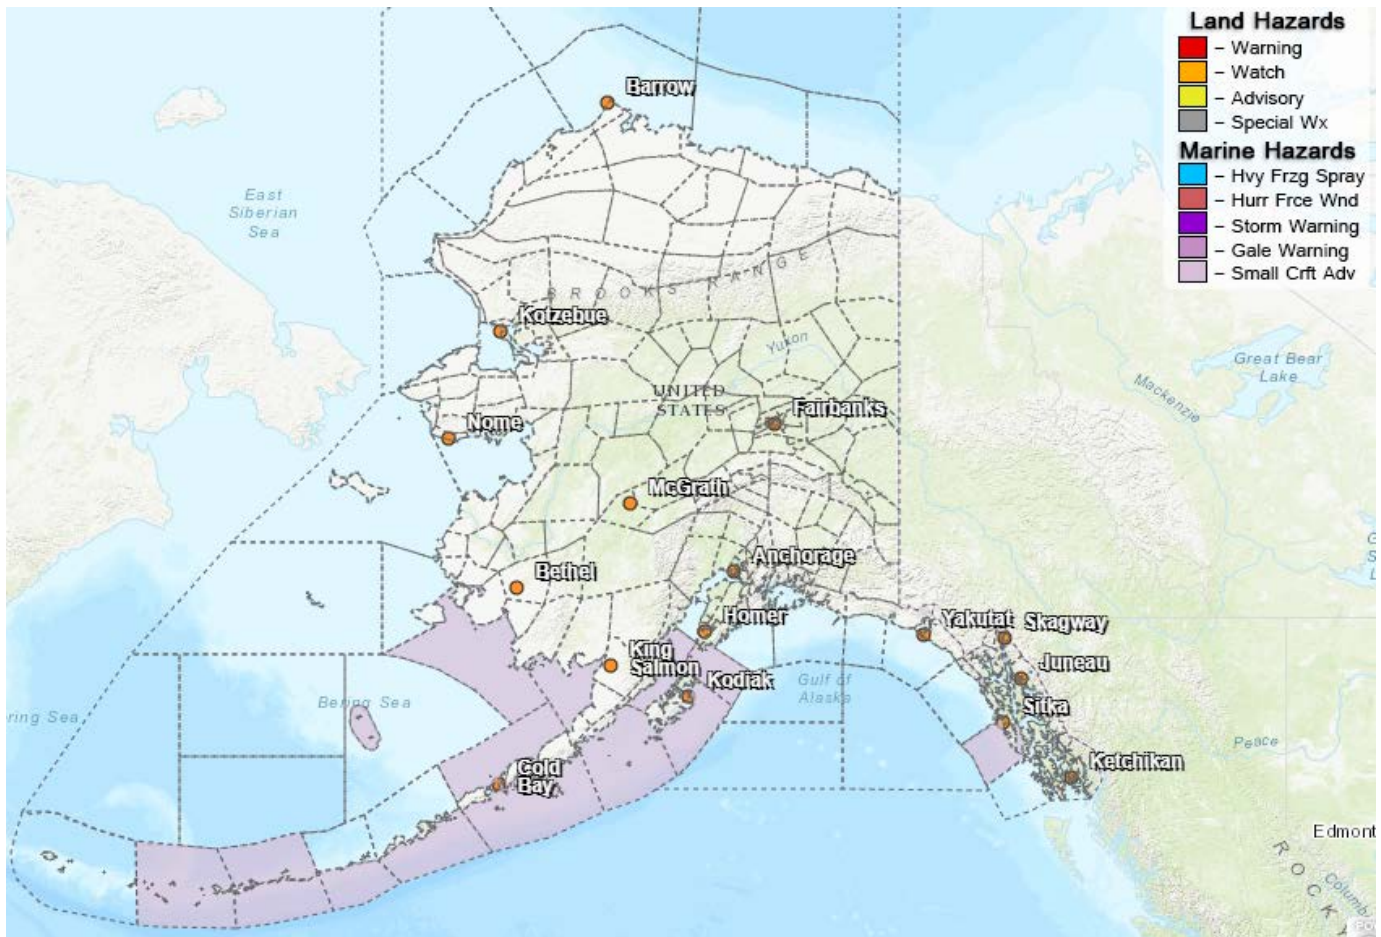 Land Hazards
– Warning
– Watch
– Advisory
– Special Wx
Marine Hazards
– Hvy Frzg Spray
– Hurr Frce Wnd
– Storm Warning
– Gale Warning
– Small Crft Adv
Barrow
East
Siberian
Sea
BROOKS RANGE
Kotzebue
Yukon
Great Bear
Lake
Mackenzie
UNITED
STATES
Fairbanks
Nome
McGrath
Anchorage
Bethel
Homer
Yakutat
Skagway
King
Salmon
Juneau
Kodiak
Gulf of
Alaska
Sitka
Bering Sea
ring Sea
Peace
Ketchikan
Cold
Bay
Edmont
ROCK
Columb